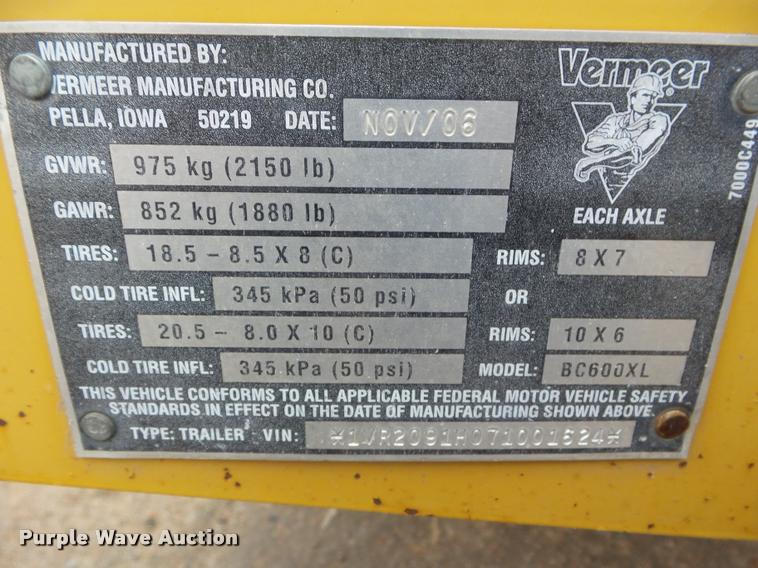 MANUFACTURED BY:
VERMEER MANUFACTURING CO.
PELLA, IOWA 50219 DATE: NOV/06
Vermeer
®
7000C449
GVWR: 975 kg (2150 lb)
GAWR: 852 kg (1880 lb) EACH AXLE
TIRES: 18.5 - 8.5 X 8 (C) RIMS: 8 X 7
COLD TIRE INFL: 345 kPa (50 psi) OR
TIRES: 20.5 - 8.0 X 10 (C) RIMS: 10 X 6
COLD TIRE INFL: 345 kPa (50 psi) MODEL: BC600XL
THIS VEHICLE CONFORMS TO ALL APPLICABLE FEDERAL MOTOR VEHICLE SAFETY
STANDARDS IN EFFECT ON THE DATE OF MANUFACTURING SHOWN ABOVE.
TYPE: TRAILER VIN: *1VR2091H071001524*
Purple Wave Auction